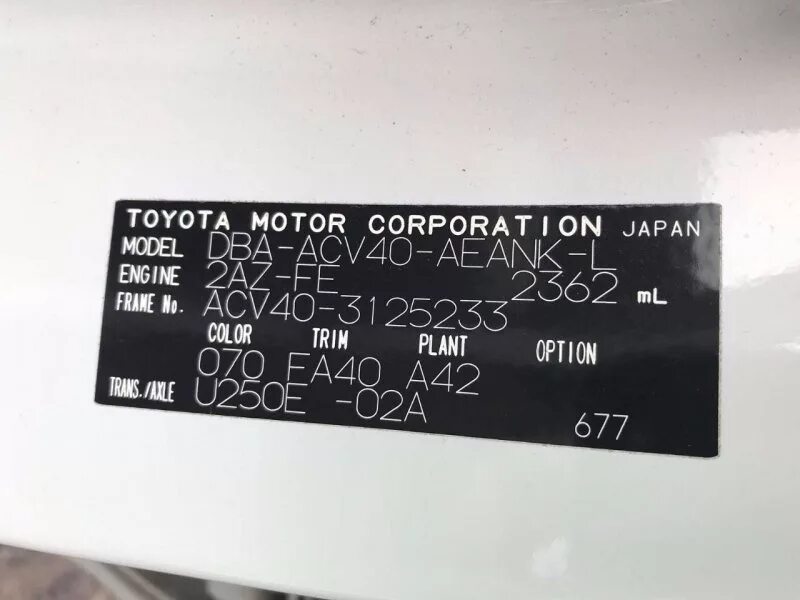 TOYOTA MOTOR CORPORATION JAPAN
MODEL DBA-ACV40-AEANK-L
ENGINE 2AZ-FE 2362 mL
FRAME No. ACV40-3125233
COLOR TRIM PLANT OPTION
070 FA40 A42
TRANS./AXLE U250E -02A
677